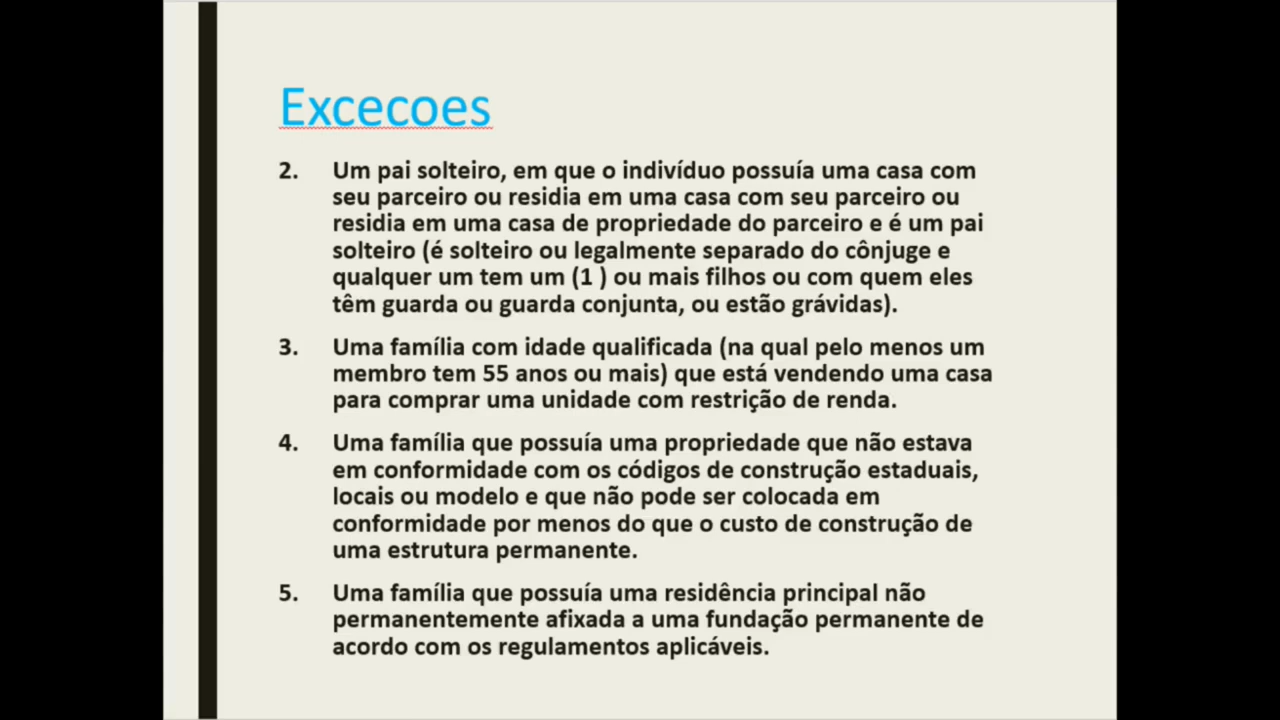 Excecoes
2. Um pai solteiro, em que o indivíduo possuía uma casa com
seu parceiro ou residia em uma casa com seu parceiro ou
residia em uma casa de propriedade do parceiro e é um pai
solteiro (é solteiro ou legalmente separado do cônjuge e
qualquer um tem um (1 ) ou mais filhos ou com quem eles
têm guarda ou guarda conjunta, ou estão grávidas).
3. Uma família com idade qualificada (na qual pelo menos um
membro tem 55 anos ou mais) que está vendendo uma casa
para comprar uma unidade com restrição de renda.
4. Uma família que possuía uma propriedade que não estava
em conformidade com os códigos de construção estaduais,
locais ou modelo e que não pode ser colocada em
conformidade por menos do que o custo de construção de
uma estrutura permanente.
5. Uma família que possuía uma residência principal não
permanentemente afixada a uma fundação permanente de
acordo com os regulamentos aplicáveis.